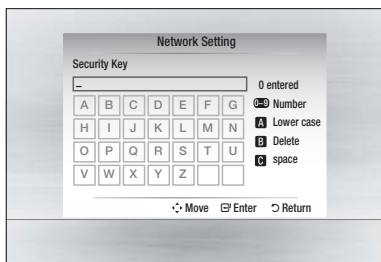 Network Setting
Security Key
_ 0 entered
A B C D E F G 0-9 Number
H I J K L M N A Lower case
O P Q R S T U B Delete
V W X Y Z C space
Move Enter Return